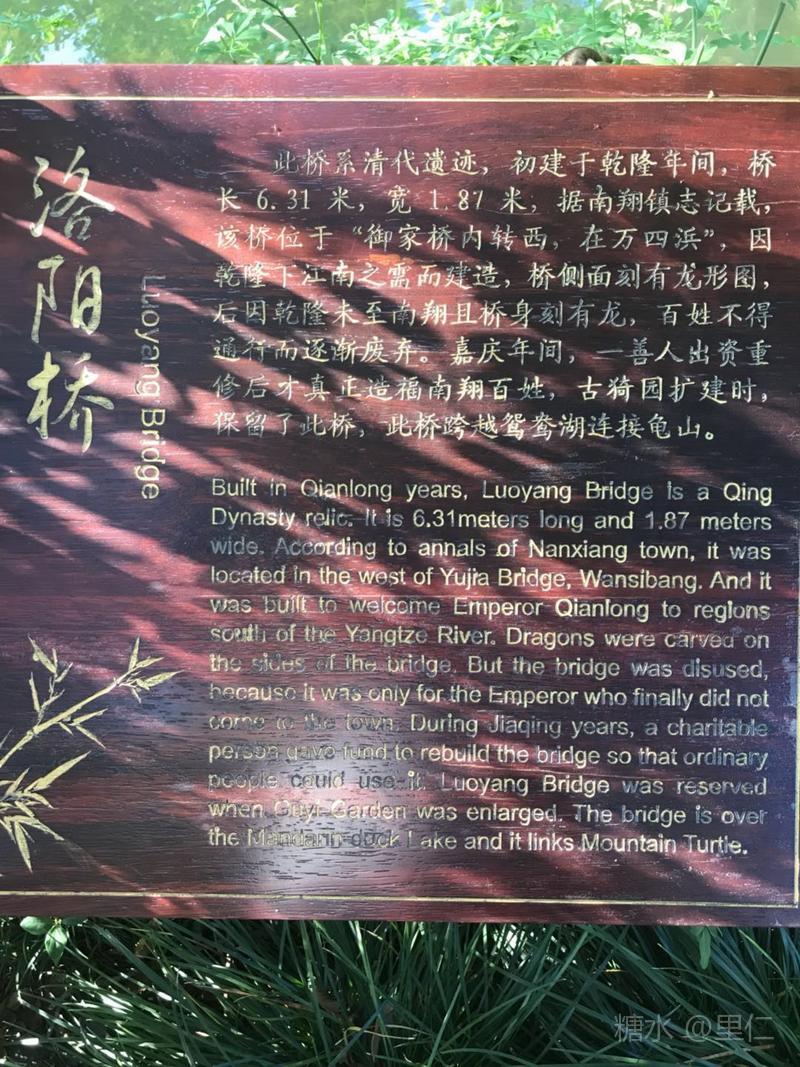 洛阳桥
Luoyang Bridge
此桥系清代遗迹，初建于乾隆年间，桥
长 6.31 米，宽 1.87 米，据南翔镇志记载，
该桥位于“御家桥内转西，在万四浜”，因
乾隆下江南之需而建造，桥侧面刻有龙形图，
后因乾隆未至南翔且桥身刻有龙，百姓不得
通行而逐渐废弃。嘉庆年间，一善人出资重
修后才真正造福南翔百姓，古猗园扩建时，
保留了此桥，此桥跨越鸳鸯湖连接龟山。
Built in Qianlong years, Luoyang Bridge is a Qing
Dynasty relic. It is 6.31meters long and 1.87 meters
wide. According to annals of Nanxiang town, it was
located in the west of Yujia Bridge, Wansibang. And it
was built to welcome Emperor Qianlong to regions
south of the Yangtze River. Dragons were carved on
the sides of the bridge. But the bridge was disused,
because it was only for the Emperor who finally did not
come to the town. During Jiaqing years, a charitable
person gave fund to rebuild the bridge so that ordinary
people could use it. Luoyang Bridge was reserved
when Guyi Garden was enlarged. The bridge is over
the Mandarin duck Lake and it links Mountain Turtle.
糖水 @里仁